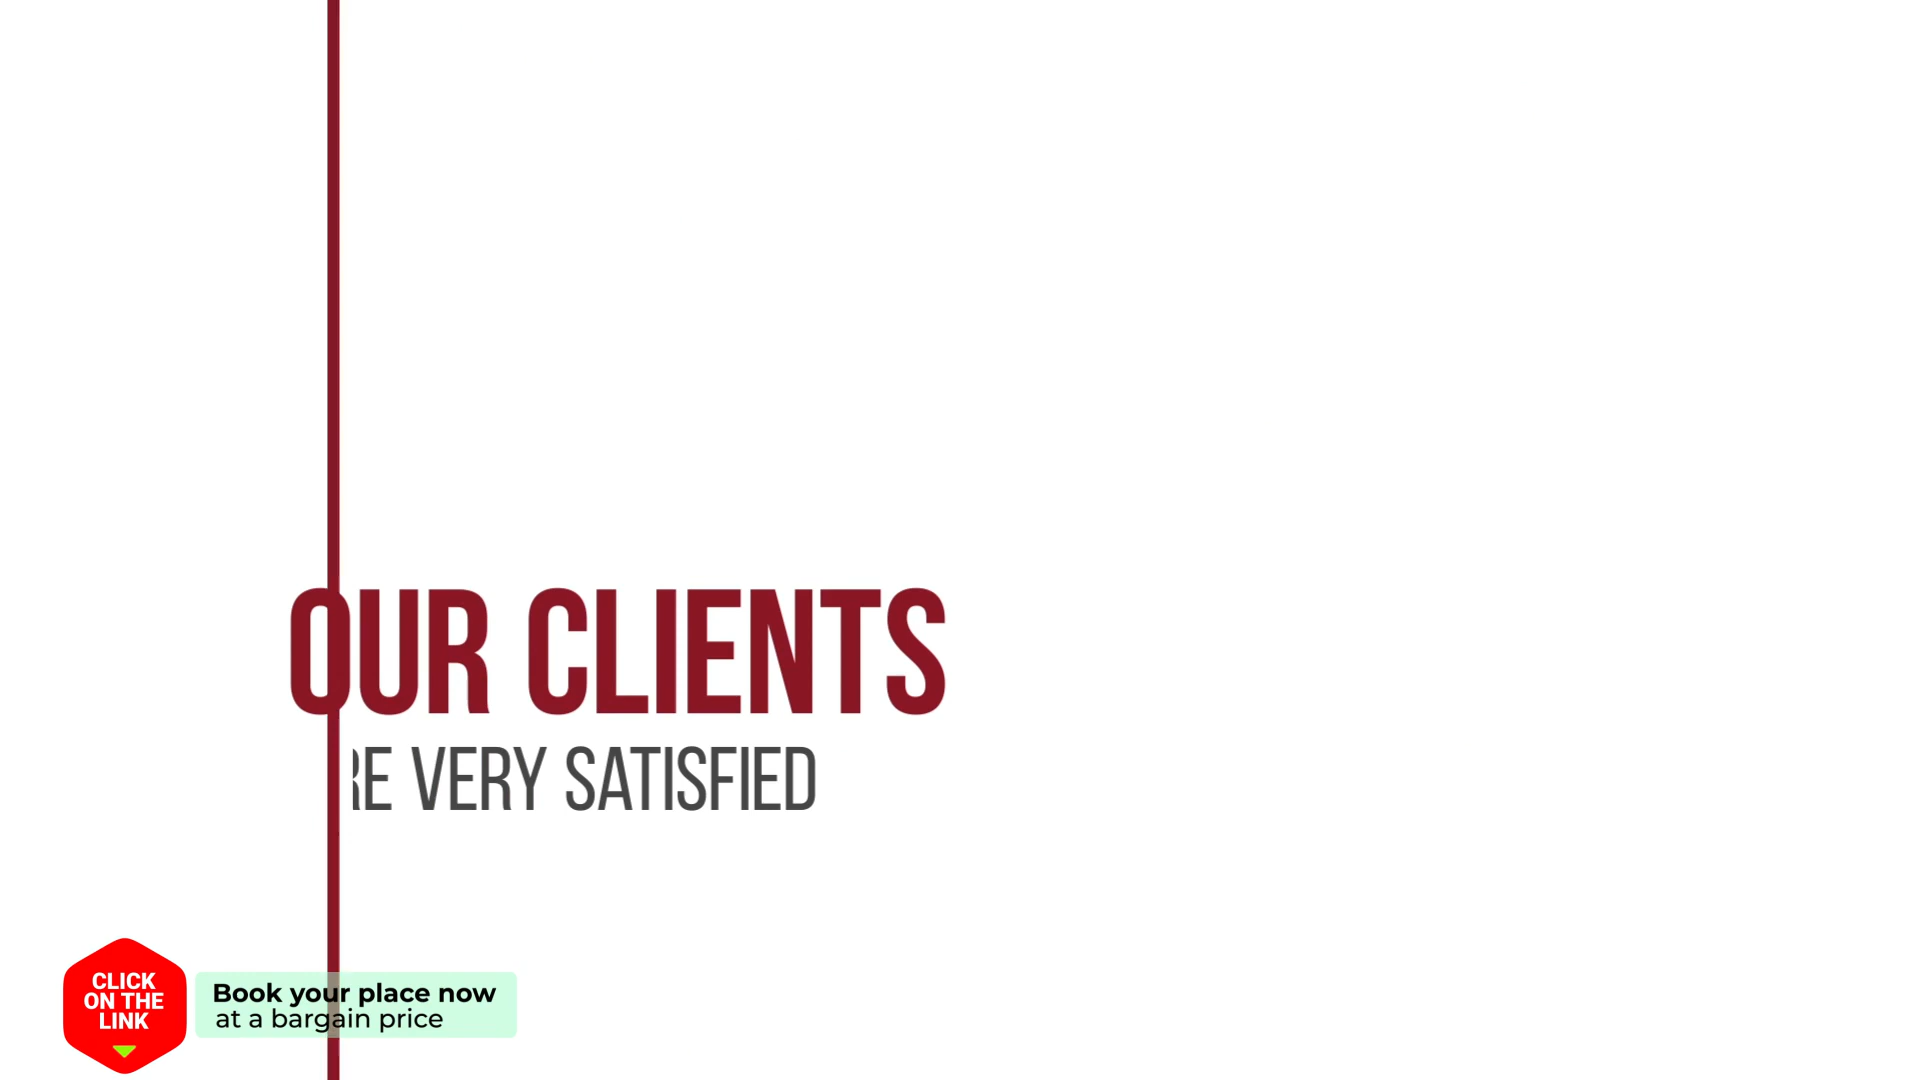 OUR CLIENTS
RE VERY SATISFIED
CLICK
ON THE
LINK
Book your place now
at a bargain price